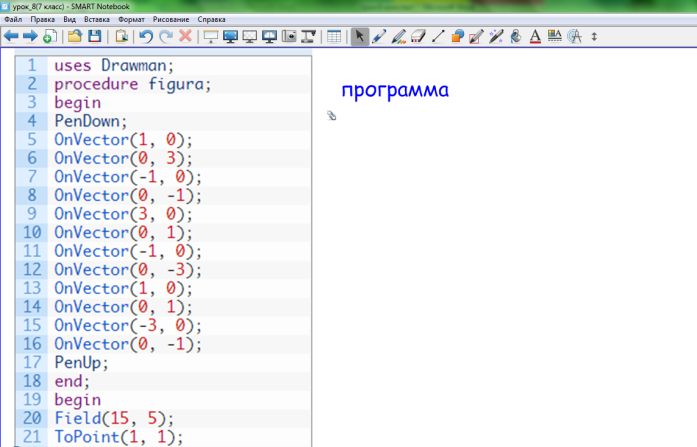 урок_8(7 класс) - SMART Notebook
Файл Правка Вид Вставка Формат Рисование Справка
1 uses Drawman;
2 procedure figura;
3 begin
4 PenDown;
5 OnVector(1, 0);
6 OnVector(0, 3);
7 OnVector(-1, 0);
8 OnVector(0, -1);
9 OnVector(3, 0);
10 OnVector(0, 1);
11 OnVector(-1, 0);
12 OnVector(0, -3);
13 OnVector(1, 0);
14 OnVector(0, 1);
15 OnVector(-3, 0);
16 OnVector(0, -1);
17 PenUp;
18 end;
19 begin
20 Field(15, 5);
21 ToPoint(1, 1);
программа